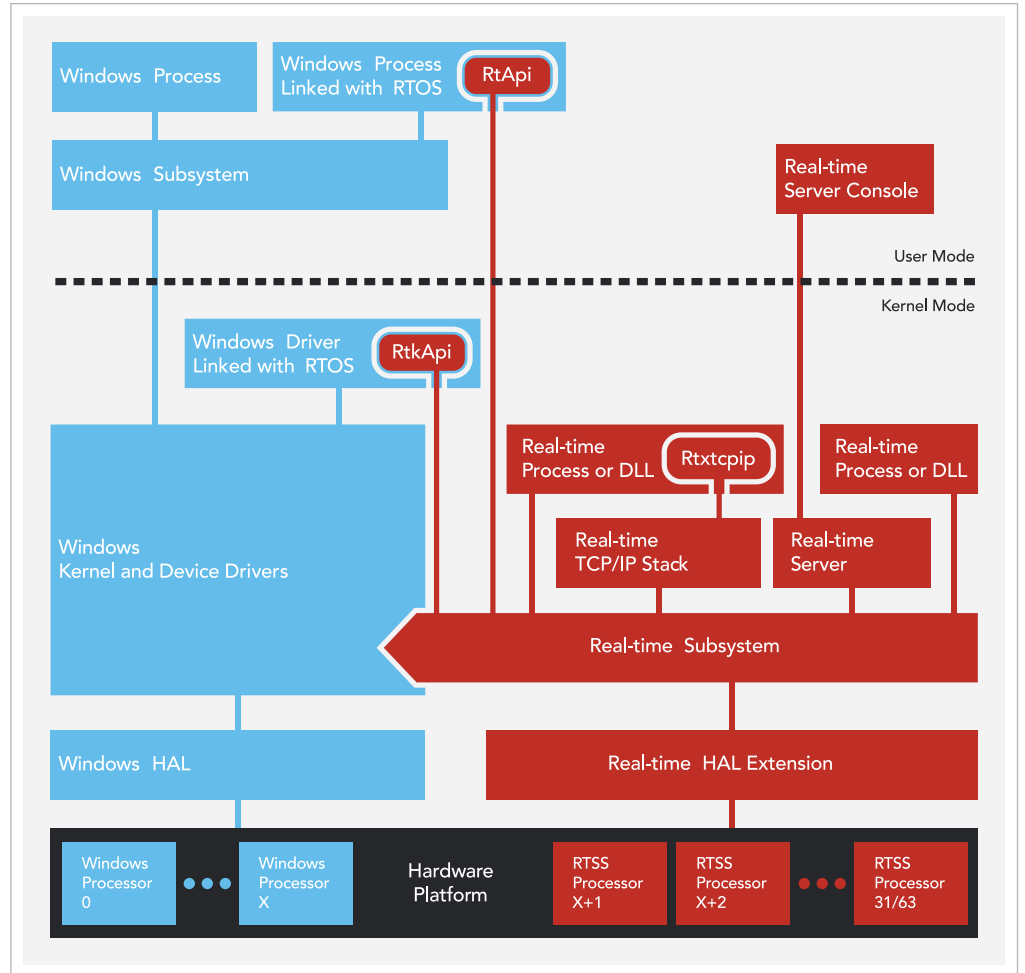 Windows Process
Windows Process
Linked with RTOS
RtApi
Windows Subsystem
Real-time
Server Console
User Mode
Kernel Mode
Windows Driver
Linked with RTOS
RtkApi
Real-time
Process or DLL
Rtxtcpip
Real-time
Process or DLL
Windows
Kernel and Device Drivers
Real-time
TCP/IP Stack
Real-time
Server
Real-time Subsystem
Windows HAL
Real-time HAL Extension
Windows
Processor
0
Windows
Processor
X
Hardware
Platform
RTSS
Processor
X+1
RTSS
Processor
X+2
RTSS
Processor
31/63